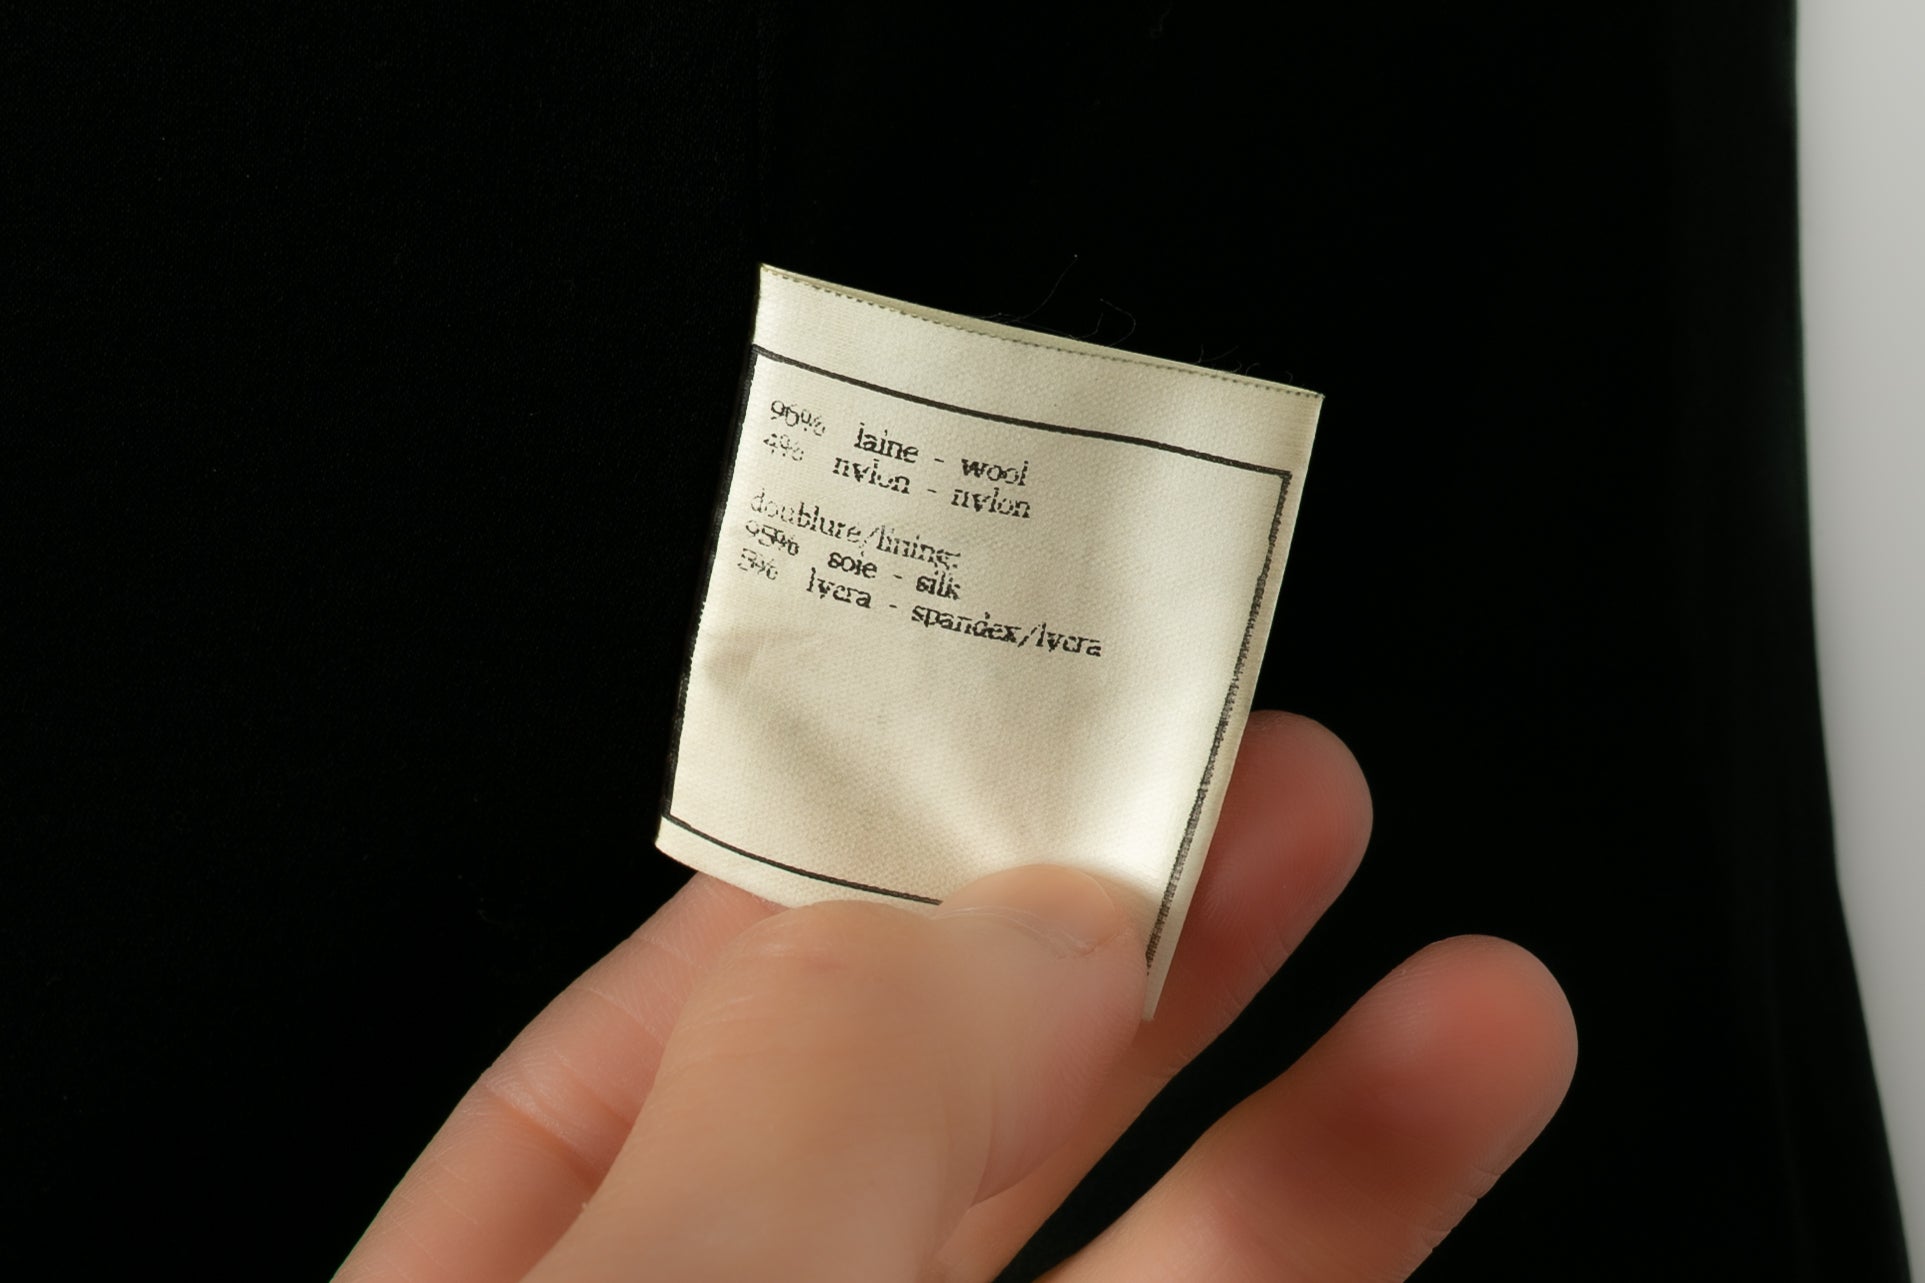 96% laine - wool
4% nylon - nylon
doublure/lining:
95% soie - silk
5% lycra - spandex/lycra